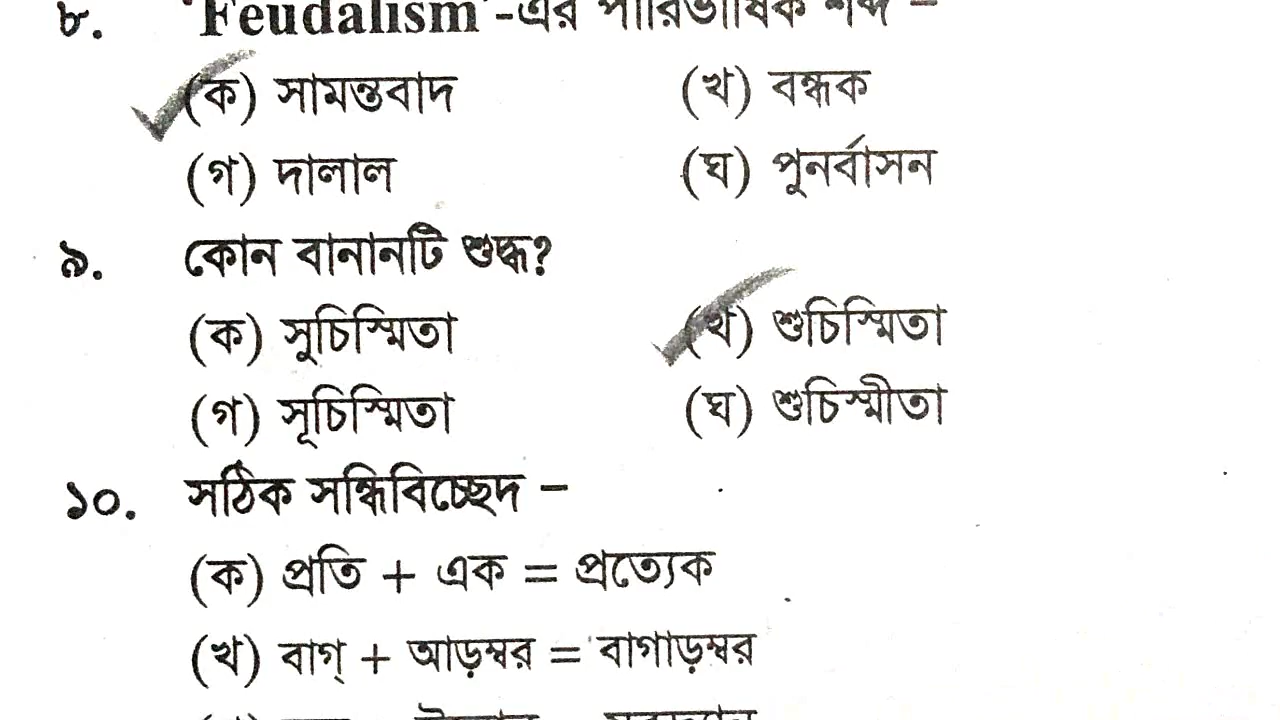 ৮. 'Feudalism'-এর পারিভাষিক শব্দ –
(ক) সামন্তবাদ (খ) বন্ধক
(গ) দালাল (ঘ) পুনর্বাসন
৯. কোন বানানটি শুদ্ধ?
(ক) সুচিস্মিতা (খ) শুচিস্মিতা
(গ) সূচিস্মিতা (ঘ) শুচিস্মীতা
১০. সঠিক সন্ধিবিচ্ছেদ –
(ক) প্রতি + এক = প্রত্যেক
(খ) বাগ্ + আড়ম্বর = বাগাড়ম্বর